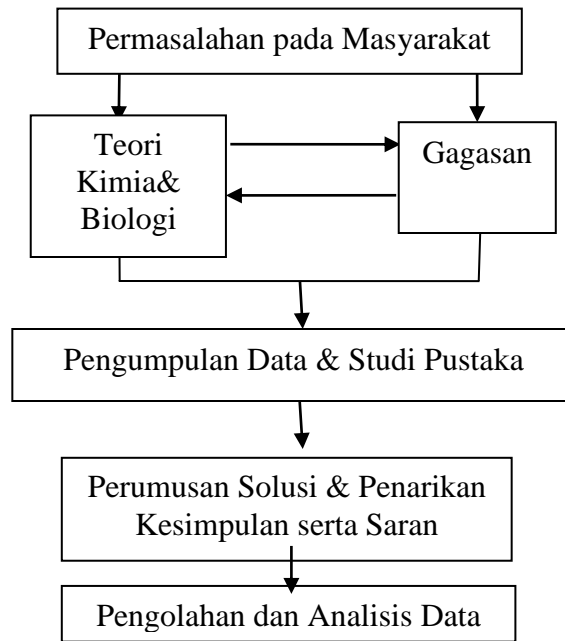 Permasalahan pada Masyarakat
Teori
Kimia&
Biologi
Gagasan
Pengumpulan Data & Studi Pustaka
Perumusan Solusi & Penarikan
Kesimpulan serta Saran
Pengolahan dan Analisis Data